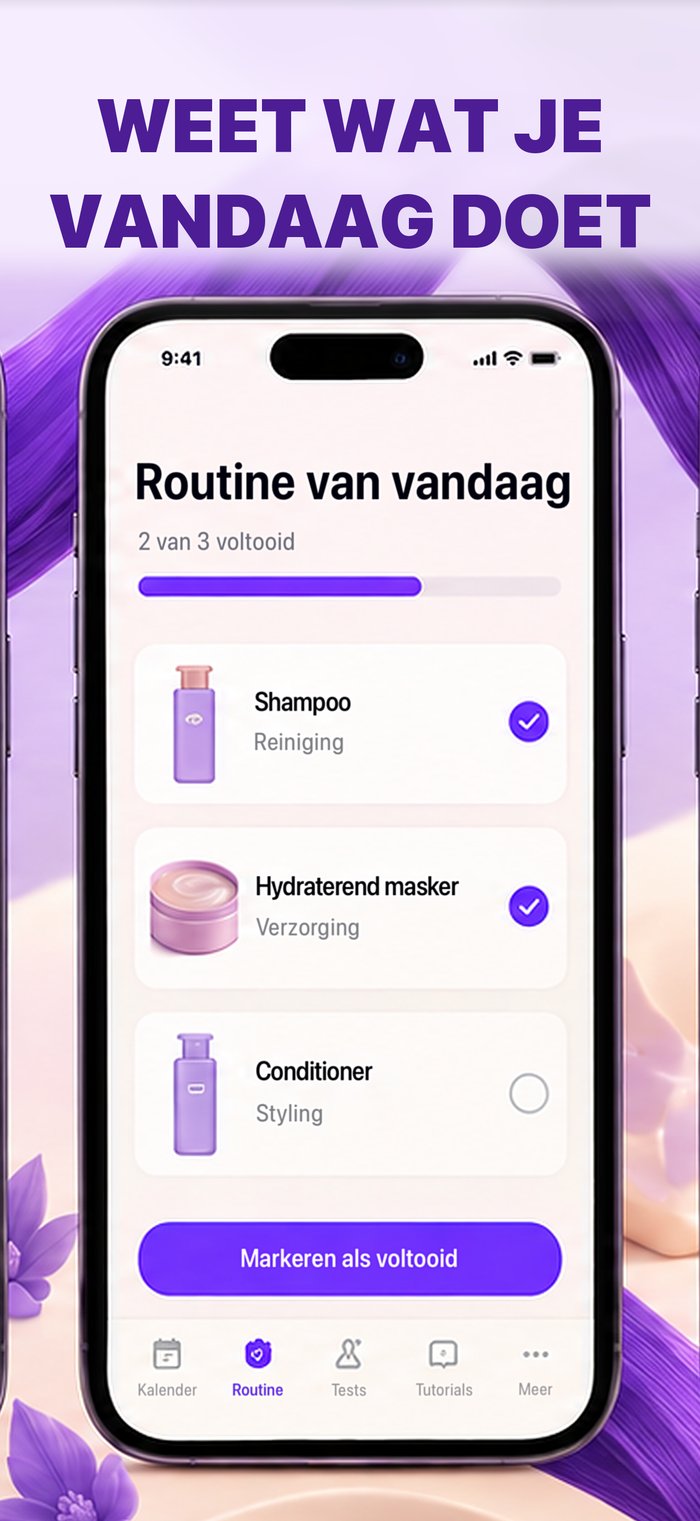 WEET WAT JE
VANDAAG DOET
9:41
Routine van vandaag
2 van 3 voltooid
Shampoo
Reiniging
Hydraterend masker
Verzorging
Conditioner
Styling
Markeren als voltooid
Kalender
Routine
Tests
Tutorials
Meer